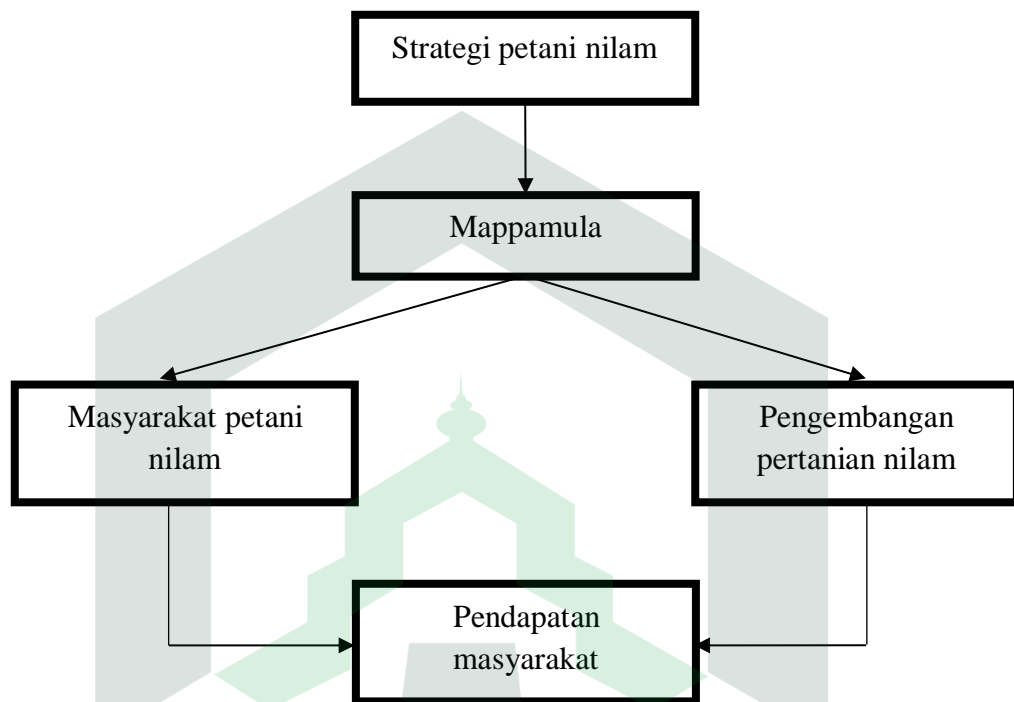 Strategi petani nilam
Mappamula
Masyarakat petani
nilam
Pengembangan
pertanian nilam
Pendapatan
masyarakat